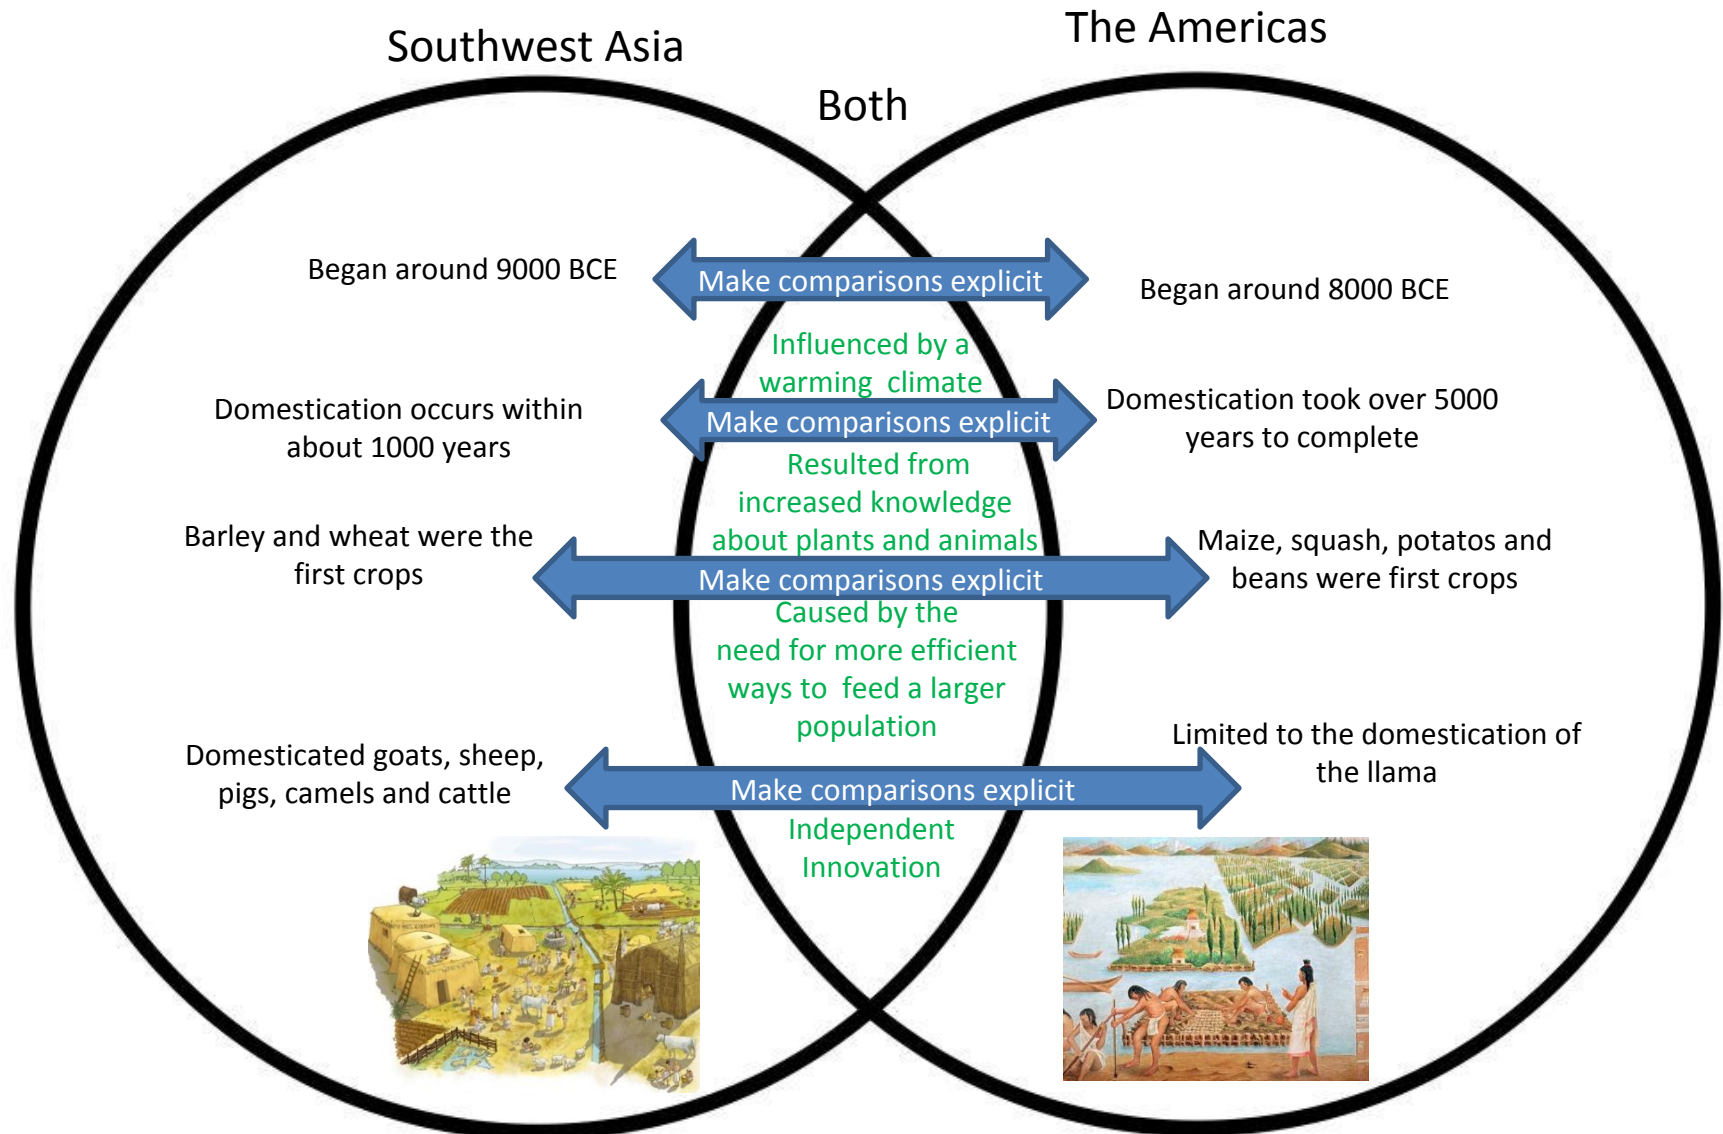 Southwest Asia
The Americas
Both
Began around 9000 BCE
Make comparisons explicit
Began around 8000 BCE
Influenced by a
warming climate
Domestication occurs within
about 1000 years
Make comparisons explicit
Domestication took over 5000
years to complete
Resulted from
increased knowledge
about plants and animals
Barley and wheat were the
first crops
Make comparisons explicit
Maize, squash, potatos and
beans were first crops
Caused by the
need for more efficient
ways to feed a larger
population
Domesticated goats, sheep,
pigs, camels and cattle
Make comparisons explicit
Limited to the domestication of
the llama
Independent
Innovation